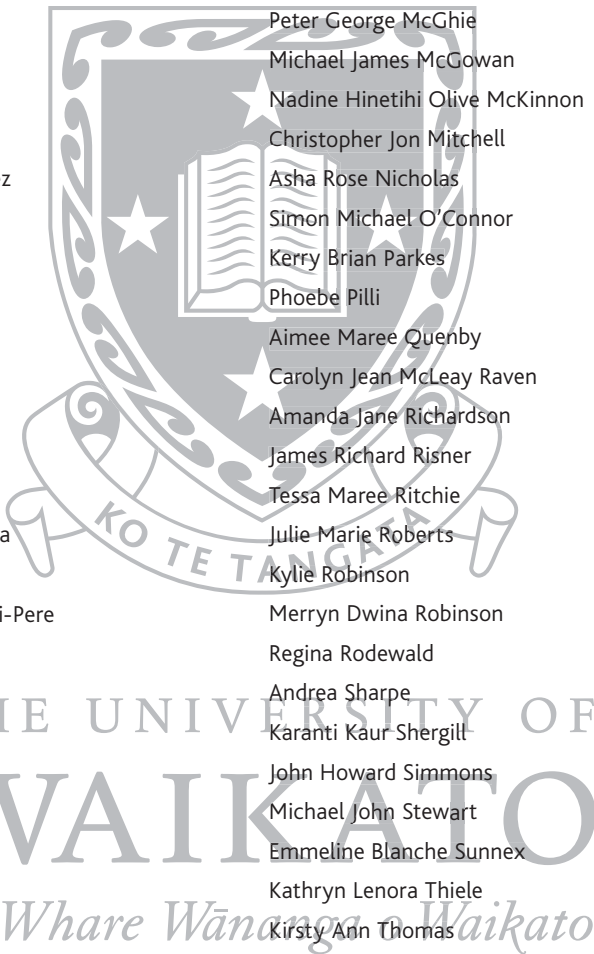 Peter George McGhie
Michael James McGowan
Nadine Hinetihi Olive McKinnon
Christopher Jon Mitchell
Asha Rose Nicholas
Simon Michael O’Connor
Kerry Brian Parkes
Phoebe Pilli
Aimee Maree Quenby
Carolyn Jean McLeay Raven
Amanda Jane Richardson
James Richard Risner
Tessa Maree Ritchie
Julie Marie Roberts
Kylie Robinson
Merryn Dwina Robinson
Regina Rodewald
Andrea Sharpe
Karanti Kaur Shergill
John Howard Simmons
Michael John Stewart
Emmeline Blanche Sunnex
Kathryn Lenora Thiele
Kirsty Ann Thomas
KO TE TANGATA
UNIVERSITY OF
WAIKATO
Whare Wānanga o Waikato